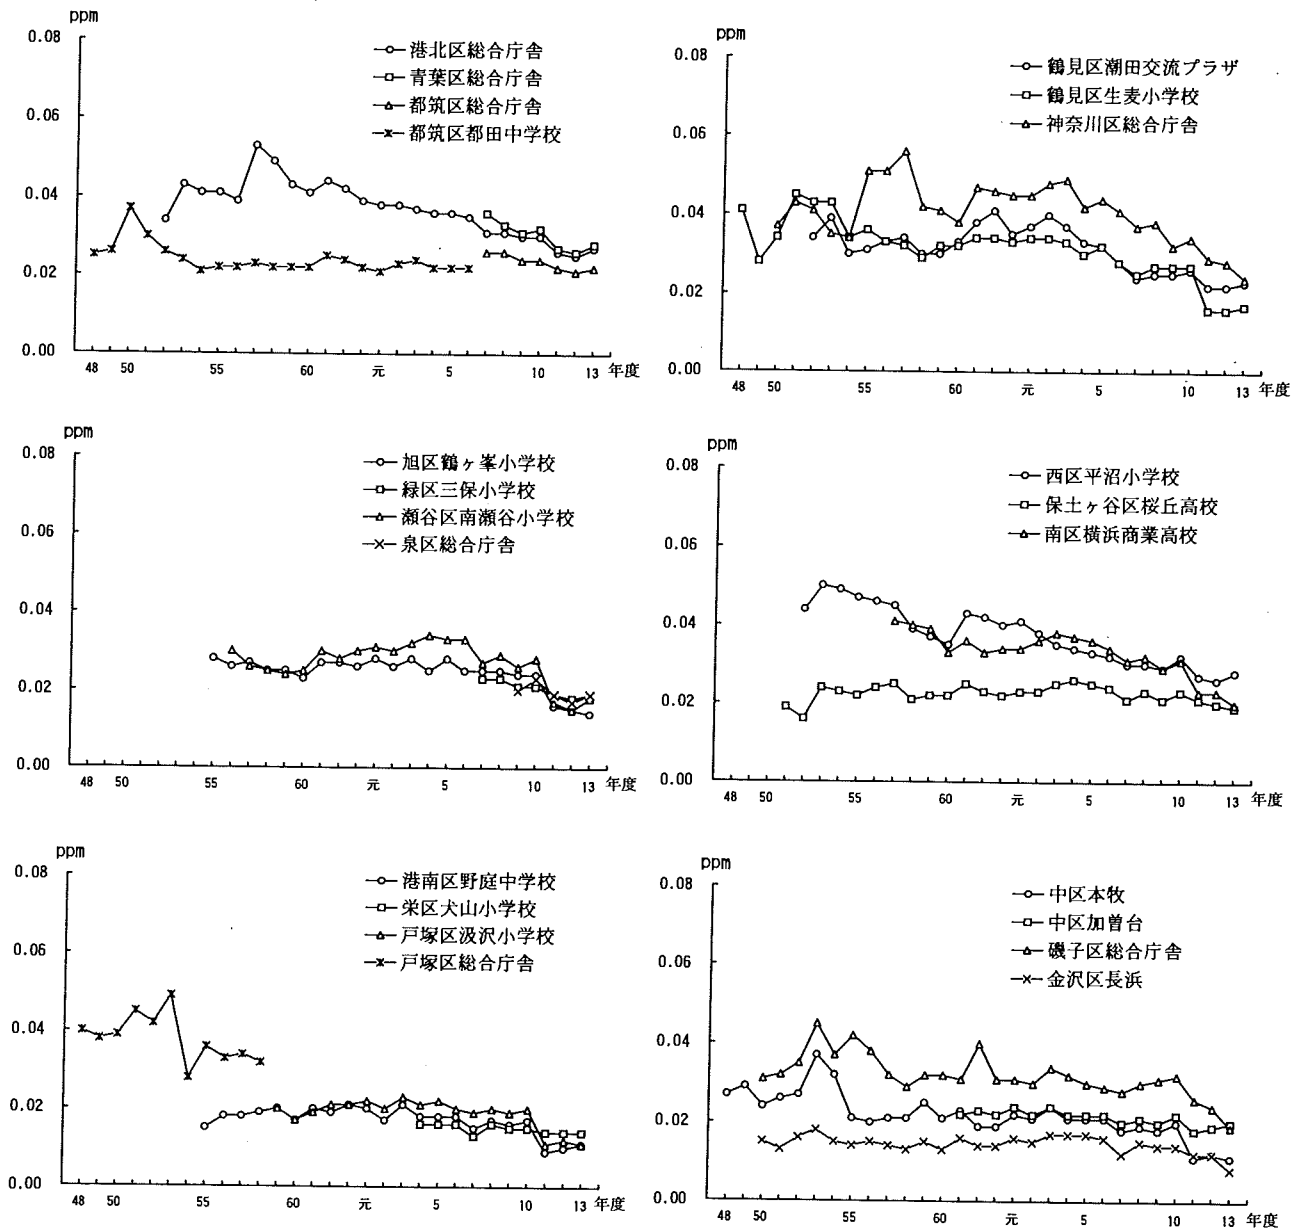 ppm
0.08
0.06
0.04
0.02
0.00
港北区総合庁舎
青葉区総合庁舎
都筑区総合庁舎
都筑区都田中学校
48 50 55 60 元 5 10 13 年度
ppm
0.08
0.06
0.04
0.02
0.00
鶴見区潮田交流プラザ
鶴見区生麦小学校
神奈川区総合庁舎
48 50 55 60 元 5 10 13 年度
ppm
0.08
0.06
0.04
0.02
0.00
旭区鶴ヶ峯小学校
緑区三保小学校
瀬谷区南瀬谷小学校
泉区総合庁舎
48 50 55 60 元 5 10 13 年度
ppm
0.08
0.06
0.04
0.02
0.00
西区平沼小学校
保土ヶ谷区桜丘高校
南区横浜商業高校
48 50 55 60 元 5 10 13 年度
ppm
0.08
0.06
0.04
0.02
0.00
港南区野庭中学校
栄区犬山小学校
戸塚区汲沢小学校
戸塚区総合庁舎
48 50 55 60 元 5 10 13 年度
ppm
0.08
0.06
0.04
0.02
0.00
中区本牧
中区加曽台
磯子区総合庁舎
金沢区長浜
48 50 55 60 元 5 10 13 年度